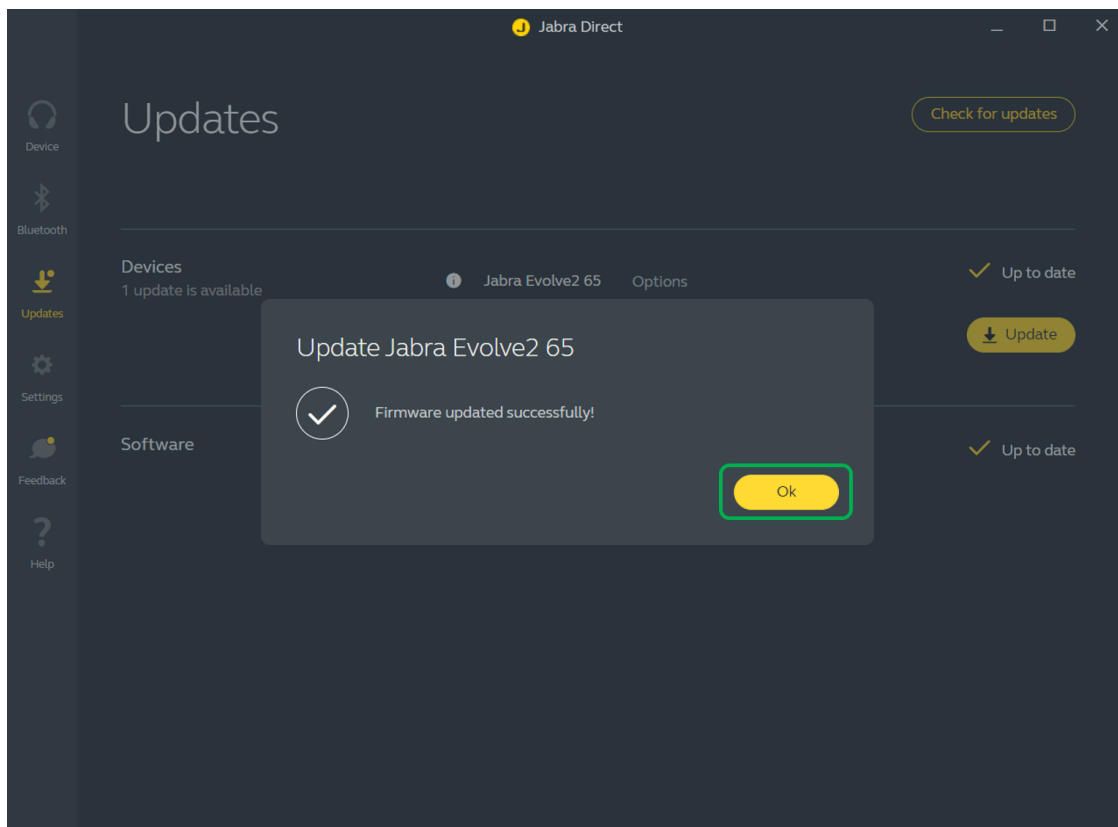 Jabra Direct
Updates
Check for updates
Device
Bluetooth
Updates
Settings
Feedback
Help
Devices
1 update is available
Jabra Evolve2 65
Options
Up to date
Update
Update Jabra Evolve2 65
Firmware updated successfully!
Ok
Software
Up to date